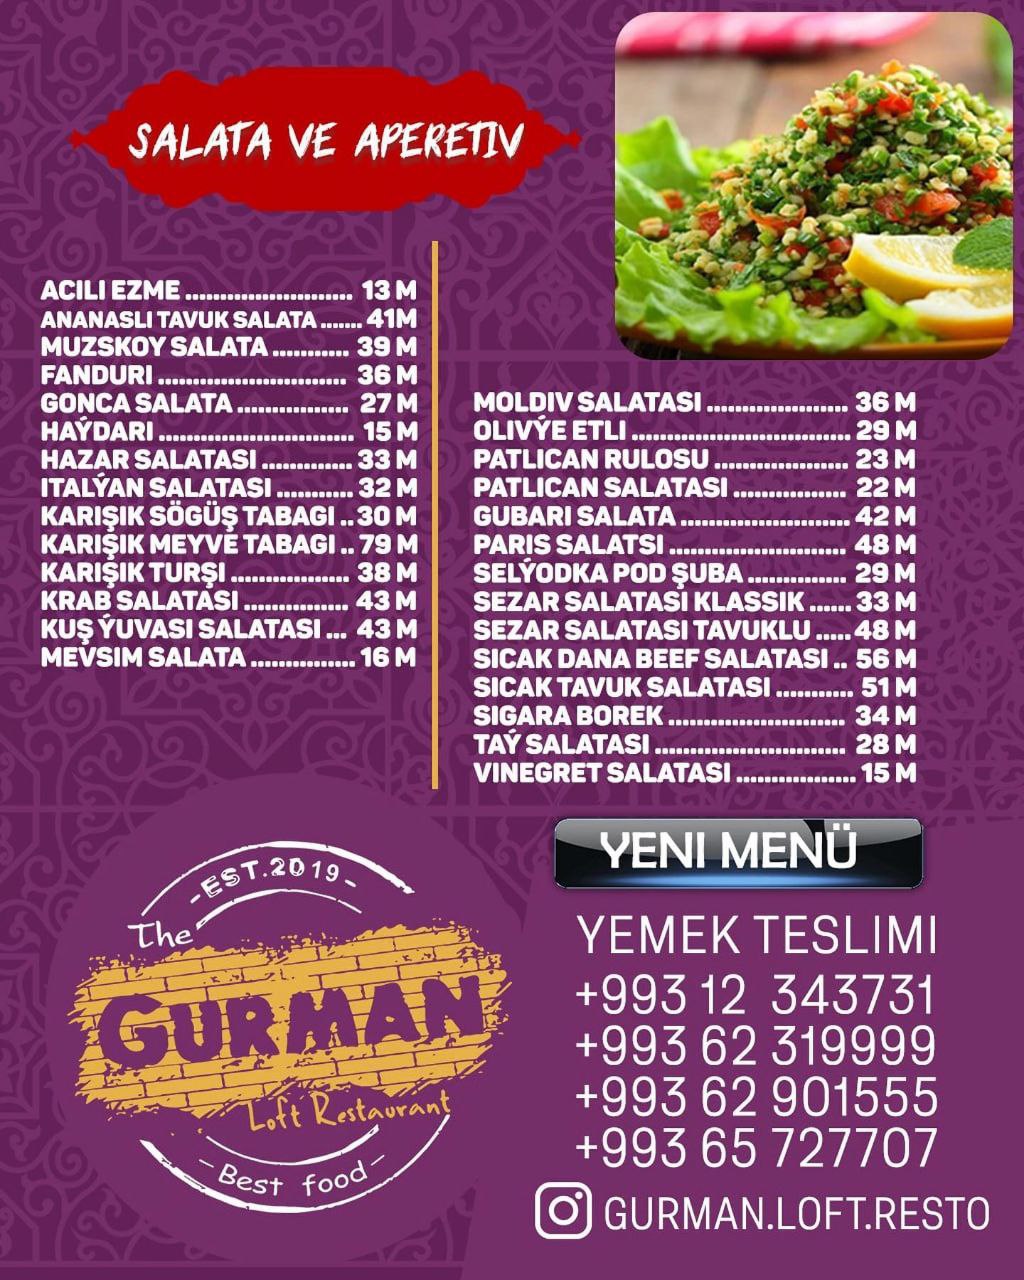 SALATA VE APERETIV
ACILI EZME ........................ 13 M
ANANASLI TAVUK SALATA ....... 41M
MUZSKOY SALATA ........... 39 M
FANDURI ........................... 36 M
GONCA SALATA ................ 27 M
HAÝDARI ............................ 15 M
HAZAR SALATASI ............. 33 M
ITALÝAN SALATASI ........... 32 M
KARIŞIK SÖGÜŞ TABAGI ..30 M
KARIŞIK MEYVE TABAGI .. 79 M
KARIŞIK TURŞI ................. 38 M
KRAB SALATASI ............... 43 M
KUŞ ÝUVASI SALATASI ... 43 M
MEVSIM SALATA ............... 16 M
MOLDIV SALATASI .................... 36 M
OLIVÝE ETLI ............................... 29 M
PATLICAN RULOSU ................... 23 M
PATLICAN SALATASI ................ 22 M
GUBARI SALATA ........................ 42 M
PARIS SALATSI ......................... 48 M
SELÝODKA POD ŞUBA .............. 29 M
SEZAR SALATASI KLASSIK ...... 33 M
SEZAR SALATASI TAVUKLU ..... 48 M
SICAK DANA BEEF SALATASI .. 56 M
SICAK TAVUK SALATASI ........... 51 M
SIGARA BOREK ......................... 34 M
TAÝ SALATASI ........................... 28 M
VINEGRET SALATASI ................. 15 M
YENI MENÜ
YEMEK TESLIMI
+993 12 343731
+993 62 319999
+993 62 901555
+993 65 727707
GURMAN.LOFT.RESTO
-EST.2019-
The
GURMAN
Loft Restaurant
- Best food -